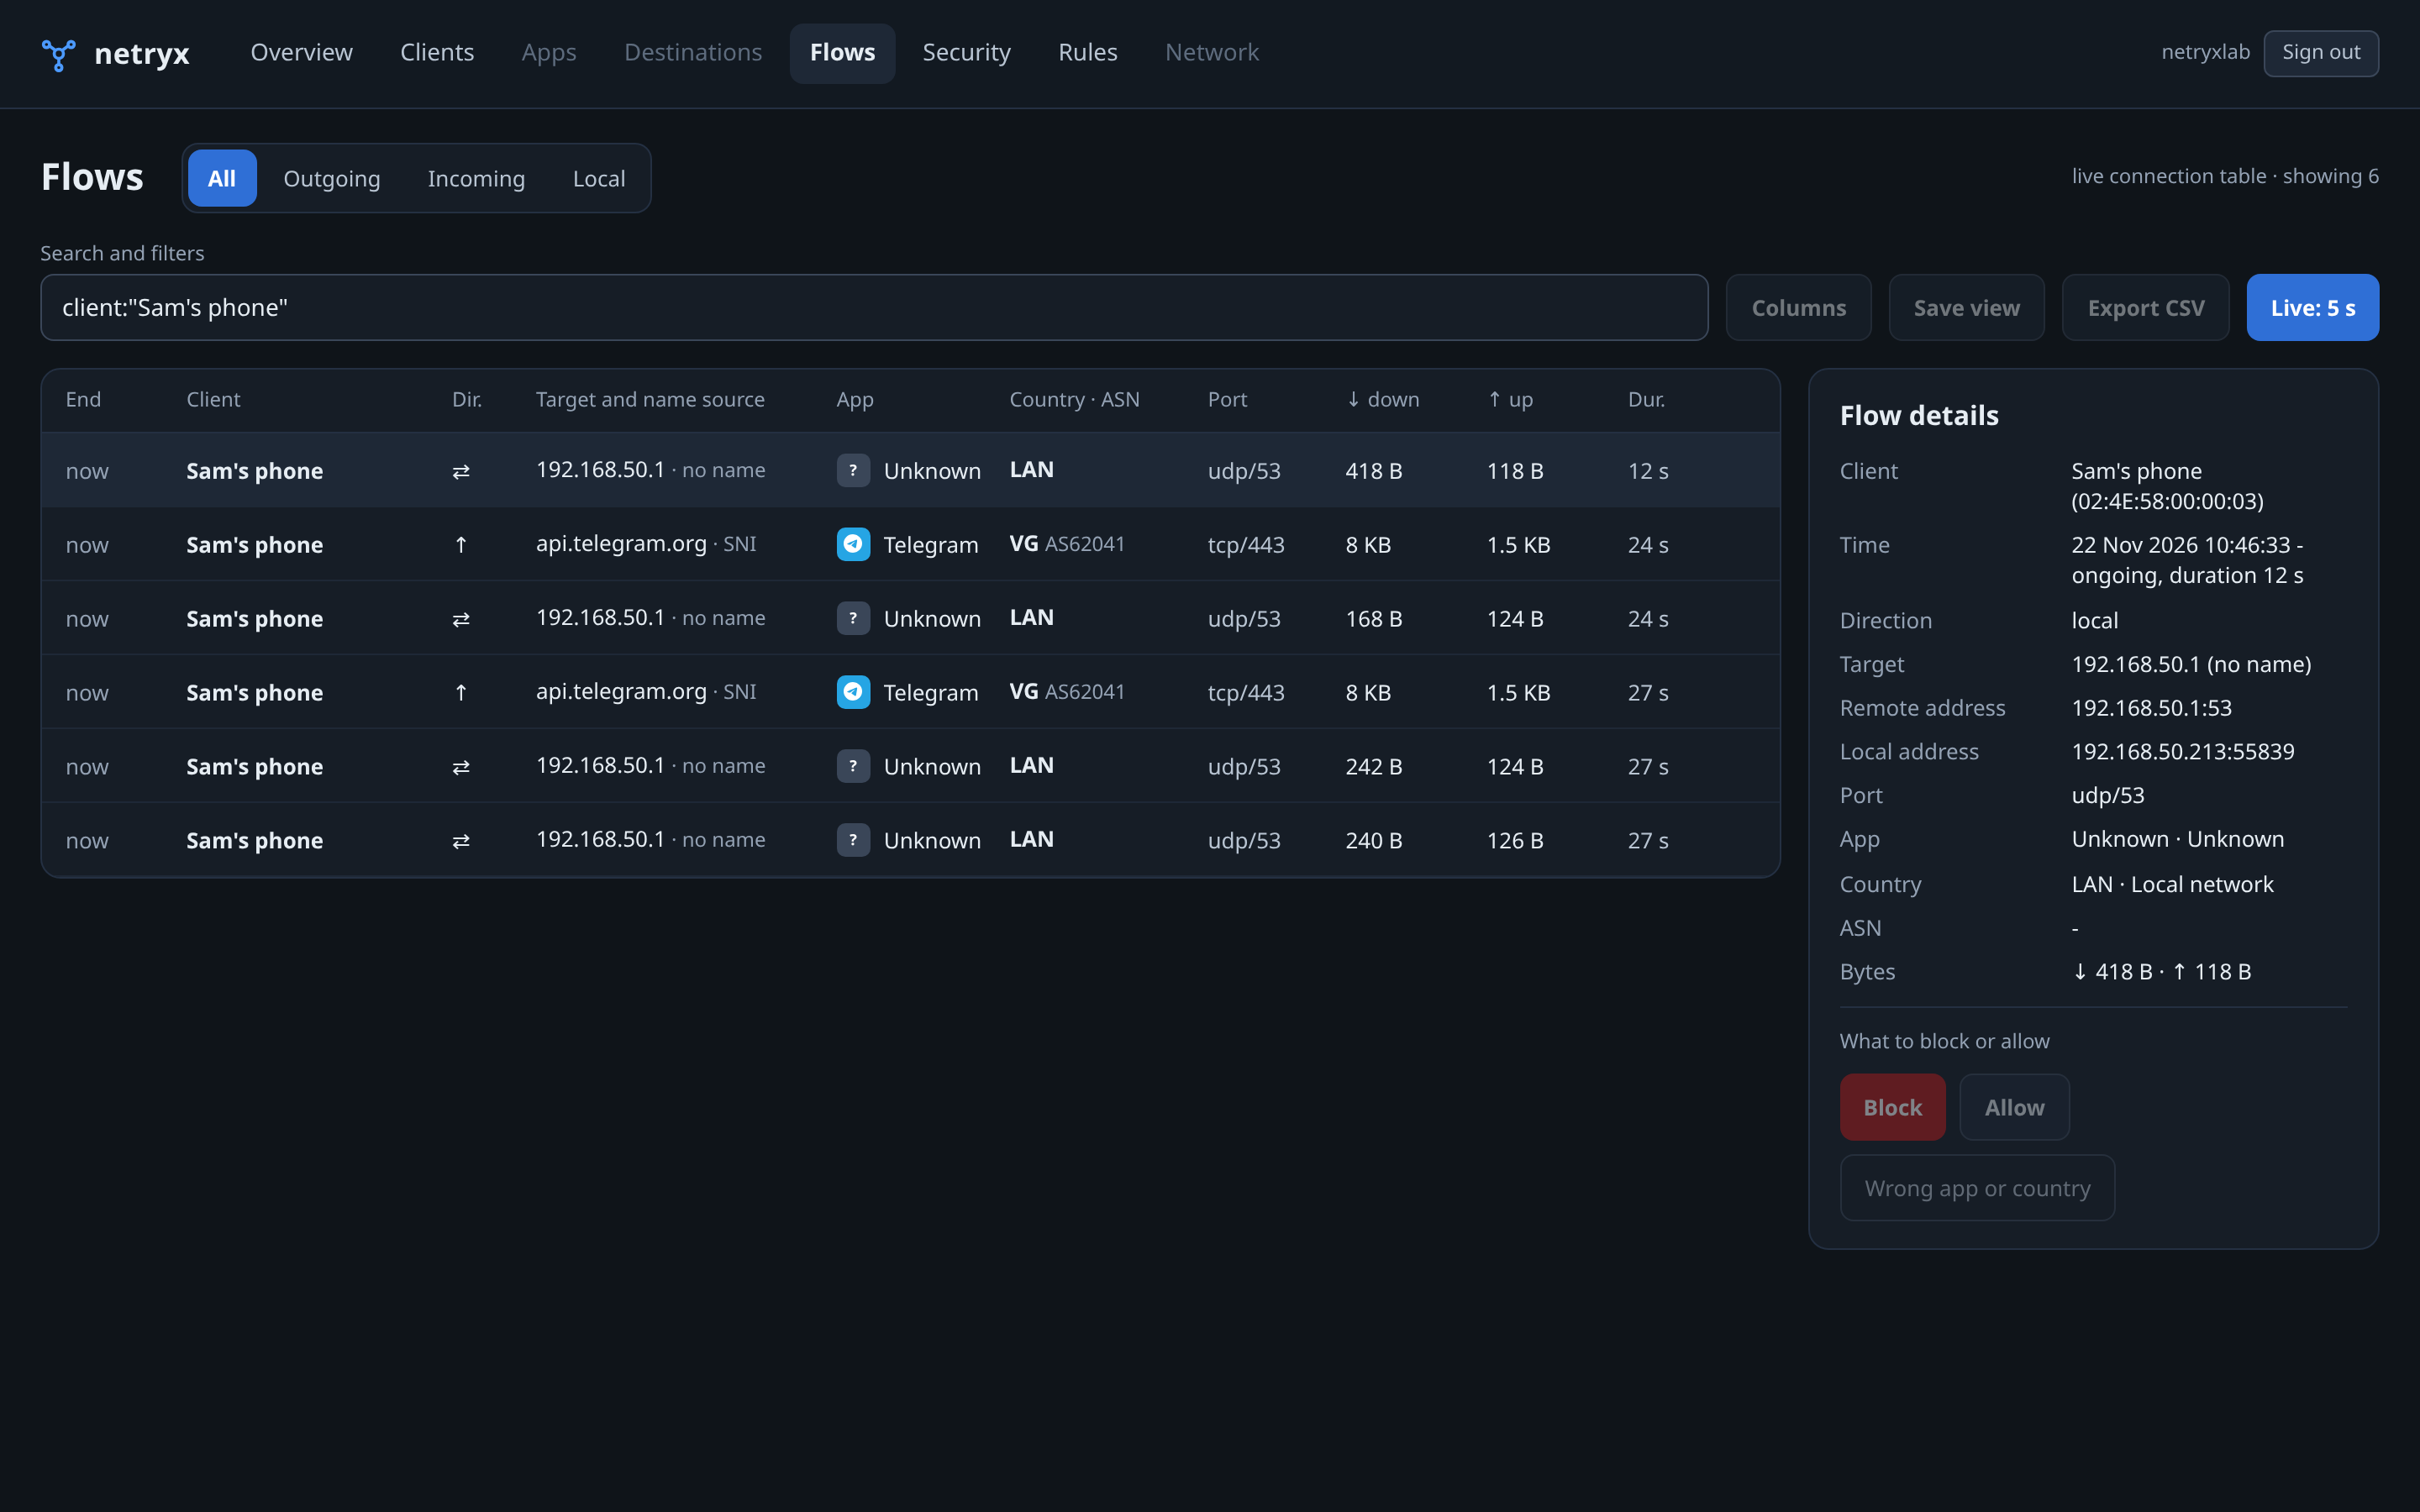 netryx Overview Clients Apps Destinations Flows Security Rules Network netryxlab Sign out
Flows All Outgoing Incoming Local live connection table · showing 6
Search and filters
client:"Sam's phone" Columns Save view Export CSV Live: 5 s
End Client Dir. Target and name source App Country · ASN Port ↓ down ↑ up Dur.
now Sam's phone ⇄ 192.168.50.1 · no name ? Unknown LAN udp/53 418 B 118 B 12 s
now Sam's phone ↑ api.telegram.org · SNI Telegram VG AS62041 tcp/443 8 KB 1.5 KB 24 s
now Sam's phone ⇄ 192.168.50.1 · no name ? Unknown LAN udp/53 168 B 124 B 24 s
now Sam's phone ↑ api.telegram.org · SNI Telegram VG AS62041 tcp/443 8 KB 1.5 KB 27 s
now Sam's phone ⇄ 192.168.50.1 · no name ? Unknown LAN udp/53 242 B 124 B 27 s
now Sam's phone ⇄ 192.168.50.1 · no name ? Unknown LAN udp/53 240 B 126 B 27 s
Flow details
Client Sam's phone
(02:4E:58:00:00:03)
Time 22 Nov 2026 10:46:33 -
ongoing, duration 12 s
Direction local
Target 192.168.50.1 (no name)
Remote address 192.168.50.1:53
Local address 192.168.50.213:55839
Port udp/53
App Unknown · Unknown
Country LAN · Local network
ASN -
Bytes ↓ 418 B · ↑ 118 B
What to block or allow
Block Allow
Wrong app or country